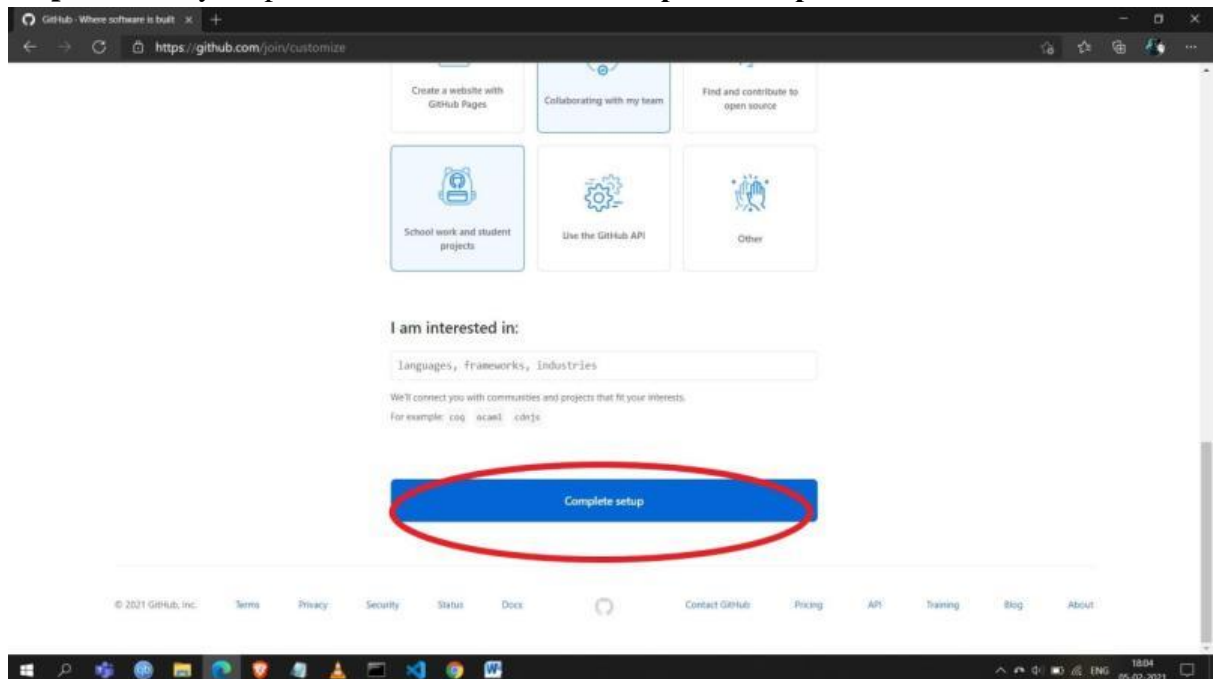 GitHub · Where software is built
https://github.com/join/customize
Create a website with
GitHub Pages
Collaborating with my team
Find and contribute to
open source
School work and student
projects
Use the GitHub API
Other
I am interested in:
languages, frameworks, industries
We'll connect you with communities and projects that fit your interests.
For example: coq ocaml cdnjs
Complete setup
© 2021 GitHub, Inc. Terms Privacy Security Status Docs Contact GitHub Pricing API Training Blog About
ENG
18:04
05-02-2021